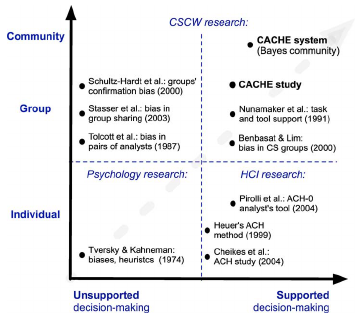 CSCW research:
Community
CACHE system
(Bayes community)
Schultz-Hardt et al.: groups'
confirmation bias (2000)
CACHE study
Group
Stasser et al.: bias in
group sharing (2003)
Nunamaker et al.: task
and tool support (1991)
Tolcott et al.: bias in
pairs of analysts (1987)
Benbasat & Lim:
bias in CS groups (2000)
Psychology research:
HCI research:
Pirolli et al.: ACH-0
analyst's tool (2004)
Individual
Heuer's ACH
method (1999)
Tversky & Kahneman:
biases, heuristcs (1974)
Cheikes et al.:
ACH study (2004)
Unsupported
decision-making
Supported
decision-making